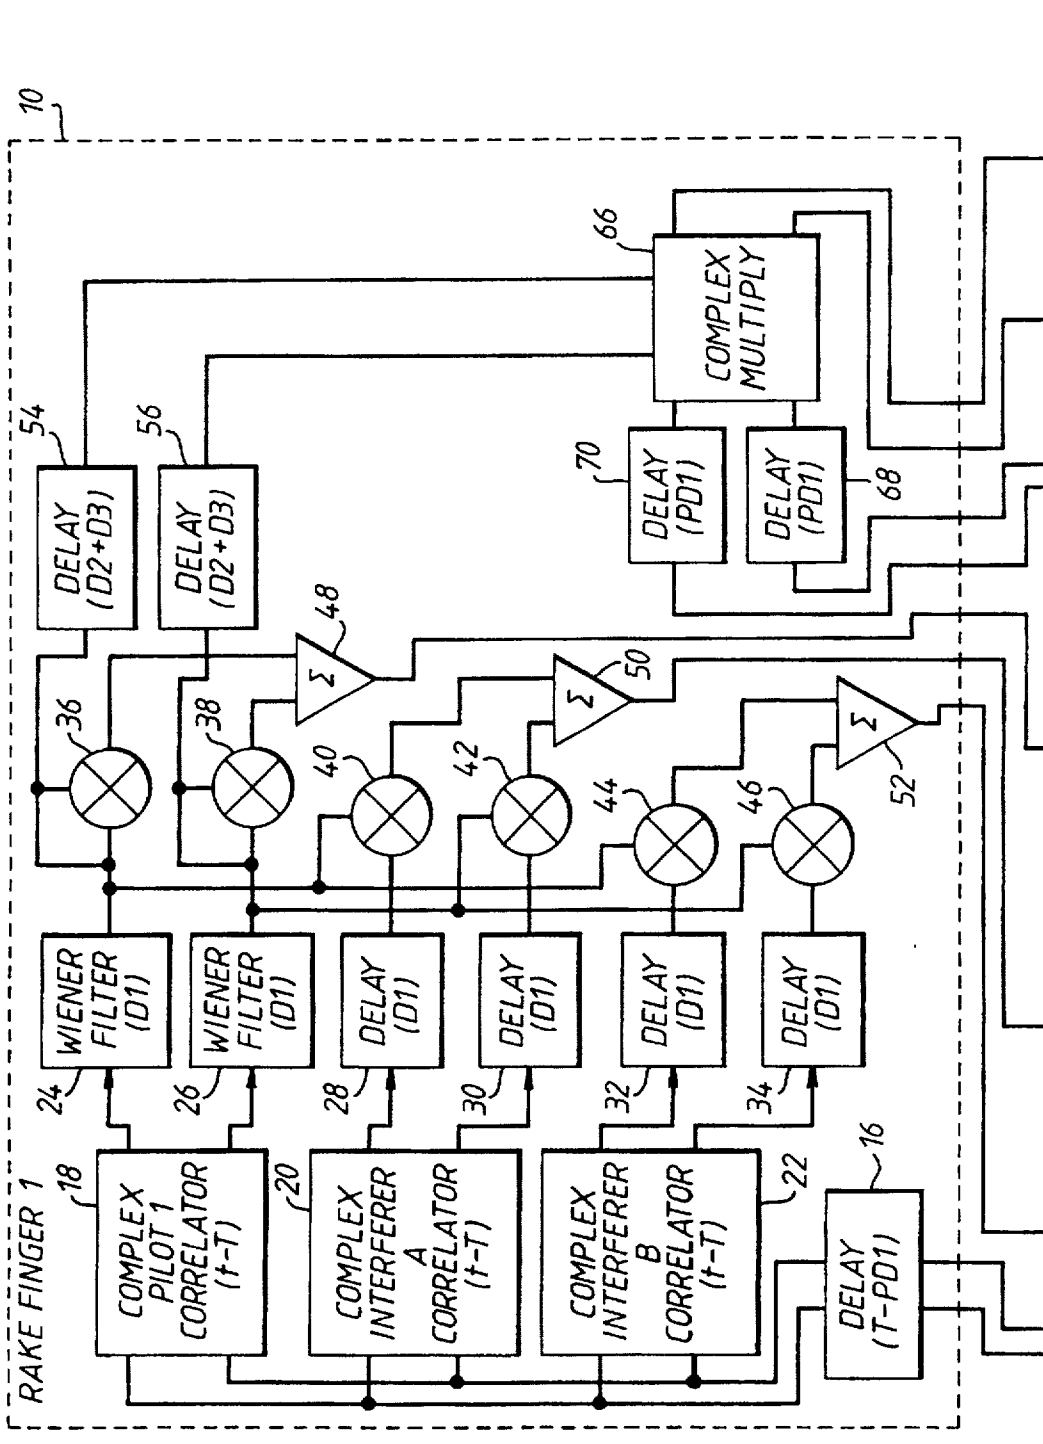 RAKE FINGER 1
10
18
COMPLEX
PILOT 1
CORRELATOR
(t-T)
20
COMPLEX
INTERFERER
A
CORRELATOR
(t-T)
COMPLEX
INTERFERER
B
CORRELATOR
(t-T)
22
DELAY
(T-PD1)
16
24
WIENER
FILTER
(D1)
26
WIENER
FILTER
(D1)
28
DELAY
(D1)
30
DELAY
(D1)
32
DELAY
(D1)
34
DELAY
(D1)
36
38
40
42
44
46
Σ
48
Σ
50
Σ
52
54
DELAY
(D2+D3)
56
DELAY
(D2+D3)
70
DELAY
(PD1)
DELAY
(PD1)
68
66
COMPLEX
MULTIPLY